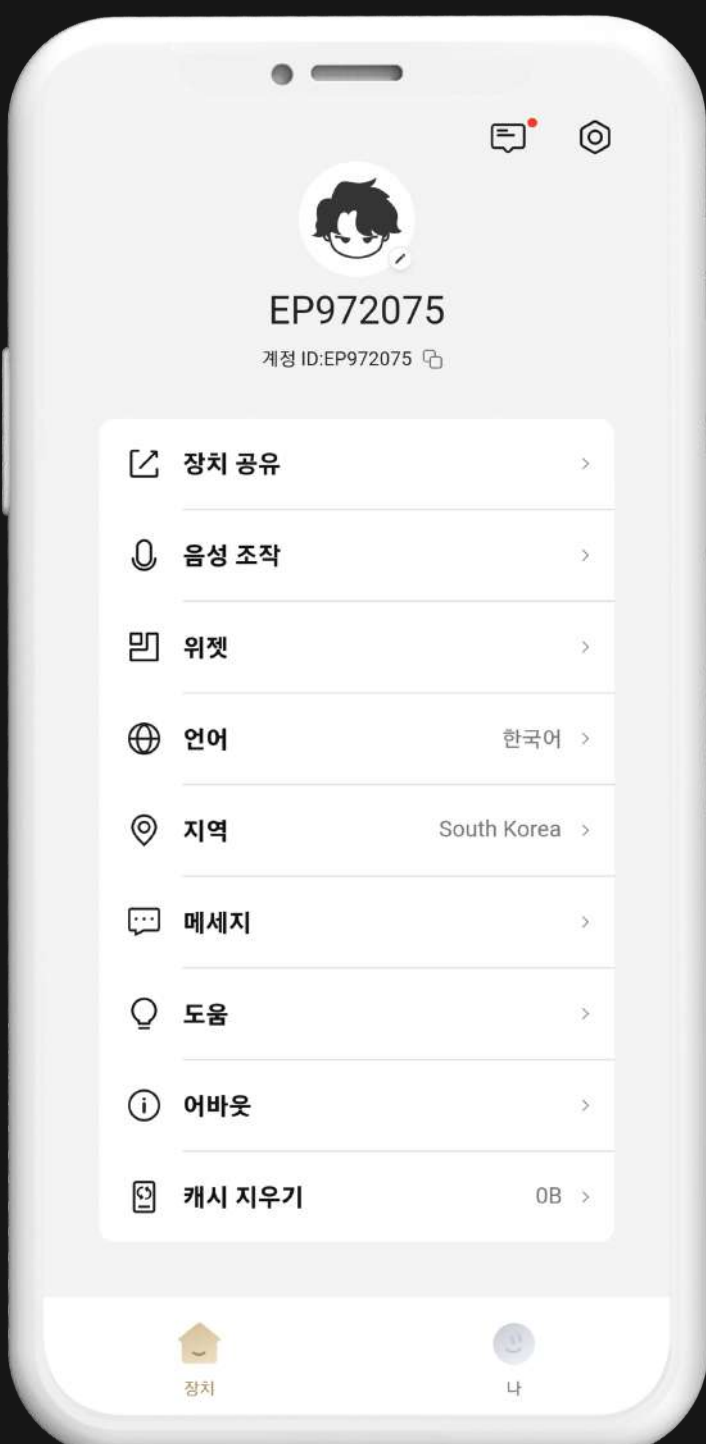 EP972075
계정 ID:EP972075
장치 공유
음성 조작
위젯
언어 한국어
지역 South Korea
메세지
도움
어바웃
캐시 지우기 0B
장치 나